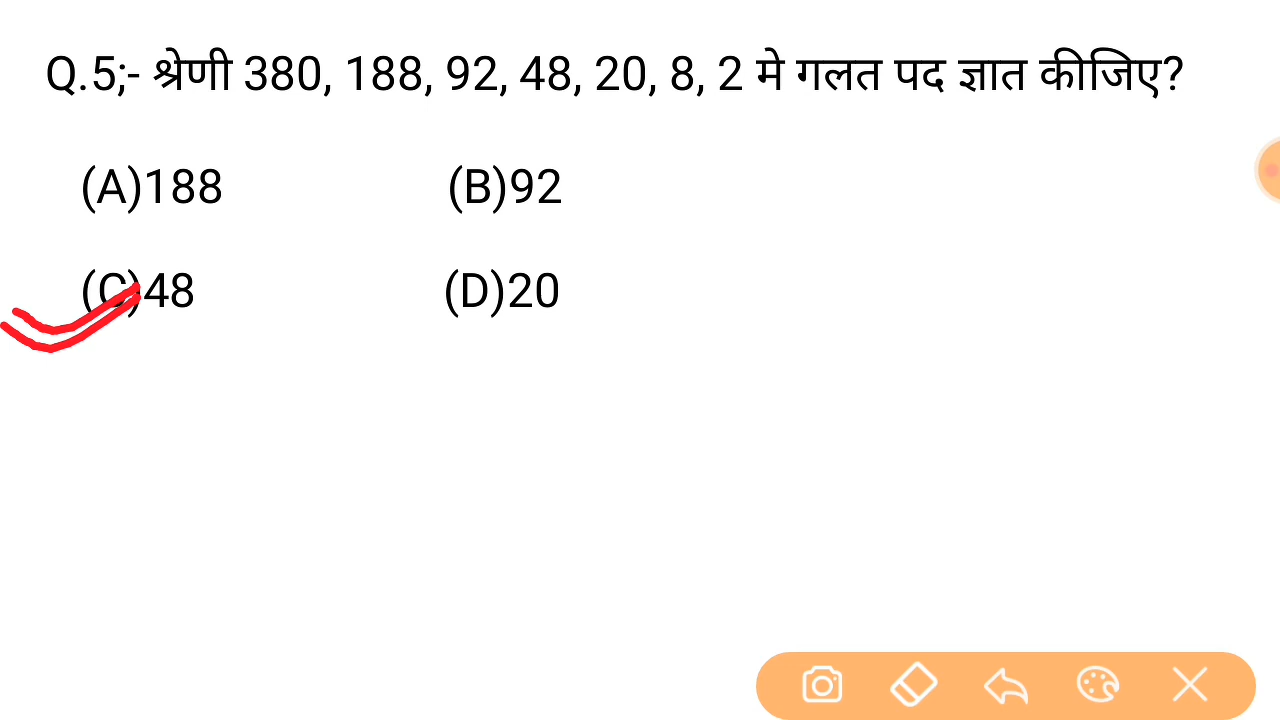 Q.5;- श्रेणी 380, 188, 92, 48, 20, 8, 2 मे गलत पद ज्ञात कीजिए?
(A)188 (B)92
(C)48 (D)20